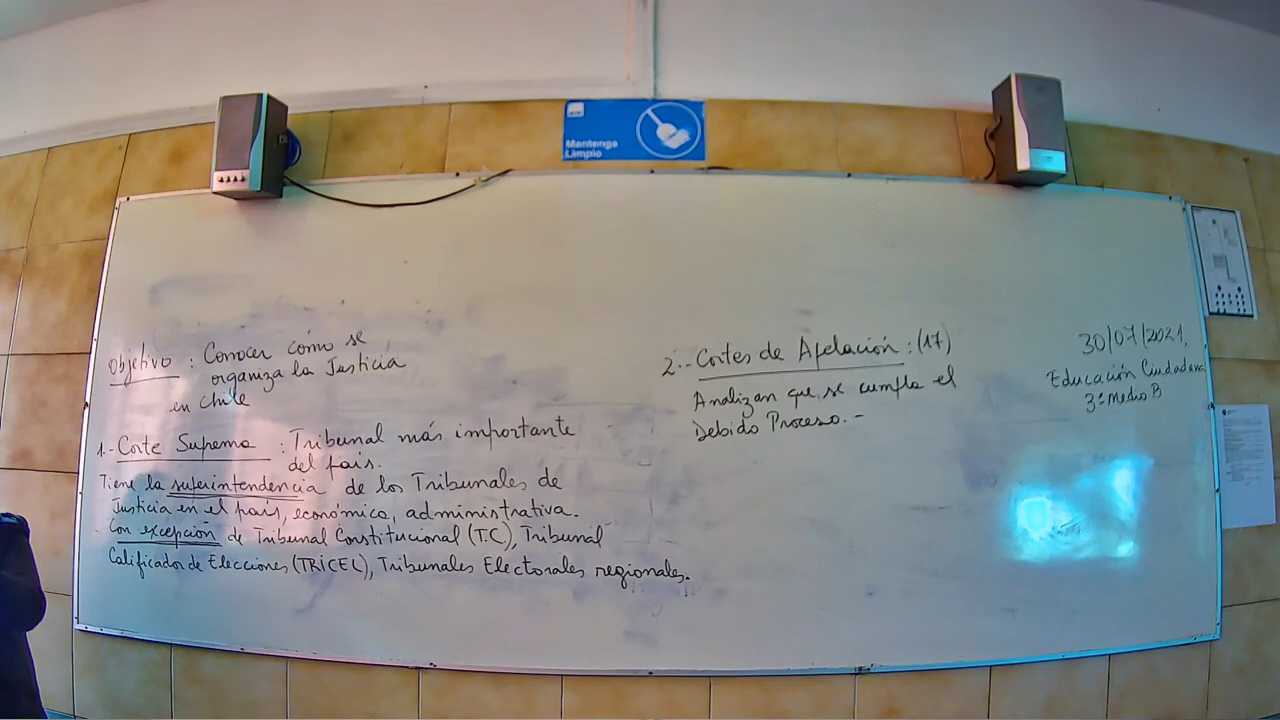 Mantenga
Limpio
Objetivo : Conocer cómo se
organiza la Justicia
en Chile
1.- Corte Suprema : Tribunal más importante
del país.
Tiene la superintendencia de los Tribunales de
Justicia en el país, económica, administrativa.
Con excepción de Tribunal Constitucional (T.C.), Tribunal
Calificador de Elecciones (TRICEL), Tribunales Electorales regionales.
2.- Cortes de Apelación : (17)
Analizan que se cumpla el
Debido Proceso.-
30/07/2021.
Educación Ciudadana
3º Medio B